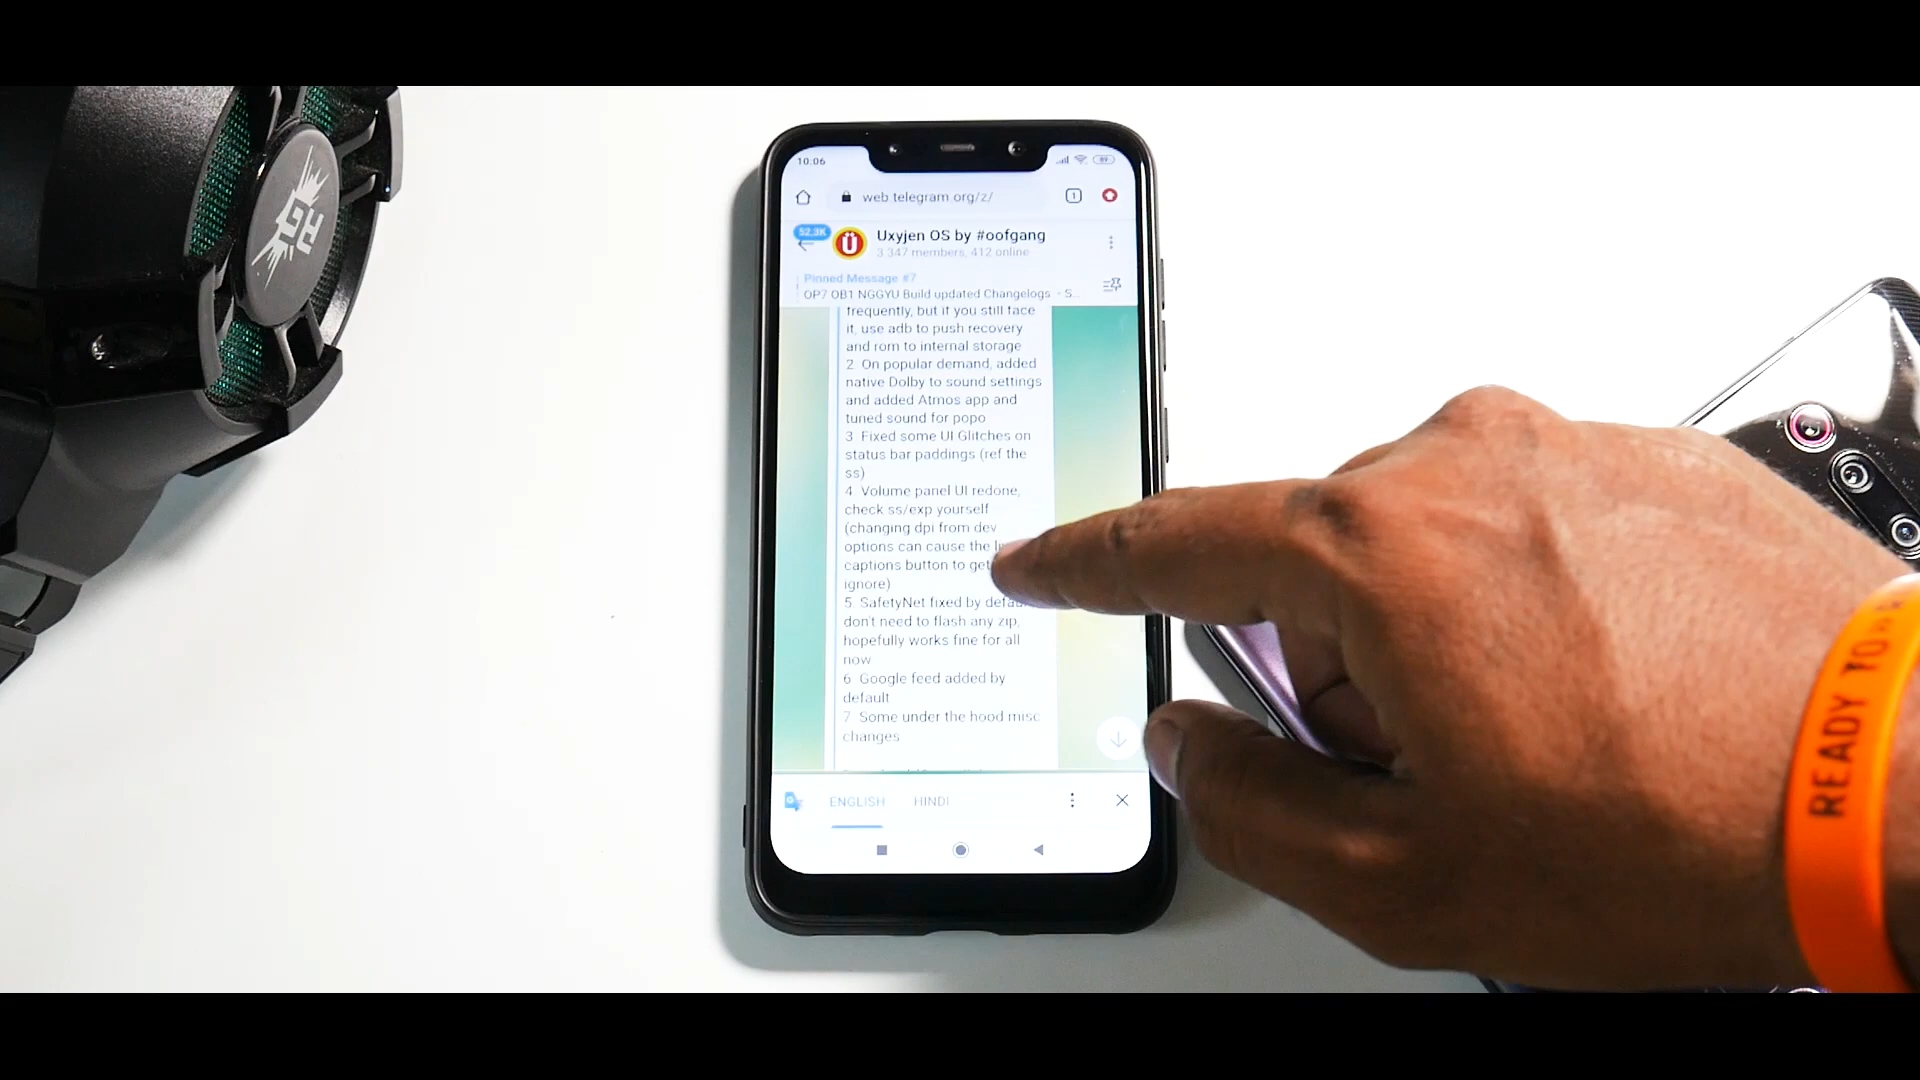 10:06
89
web.telegram.org/z/
1
52,3K
Ü
Uxyjen OS by #oofgang
3 347 members, 412 online
Pinned Message #7
OP7 OB1 NGGYU Build updated Changelogs - S...
frequently, but if you still face
it, use adb to push recovery
and rom to internal storage
2 On popular demand, added
native Dolby to sound settings
and added Atmos app and
tuned sound for popo
3 Fixed some UI Glitches on
status bar paddings (ref the
ss)
4 Volume panel UI redone,
check ss/exp yourself
(changing dpi from dev
options can cause the
captions button to get
ignore)
5 SafetyNet fixed by
don't need to flash any zip,
hopefully works fine for all
now
6 Google feed added by
default
7 Some under the hood misc
changes
ENGLISH HINDI
READY TO